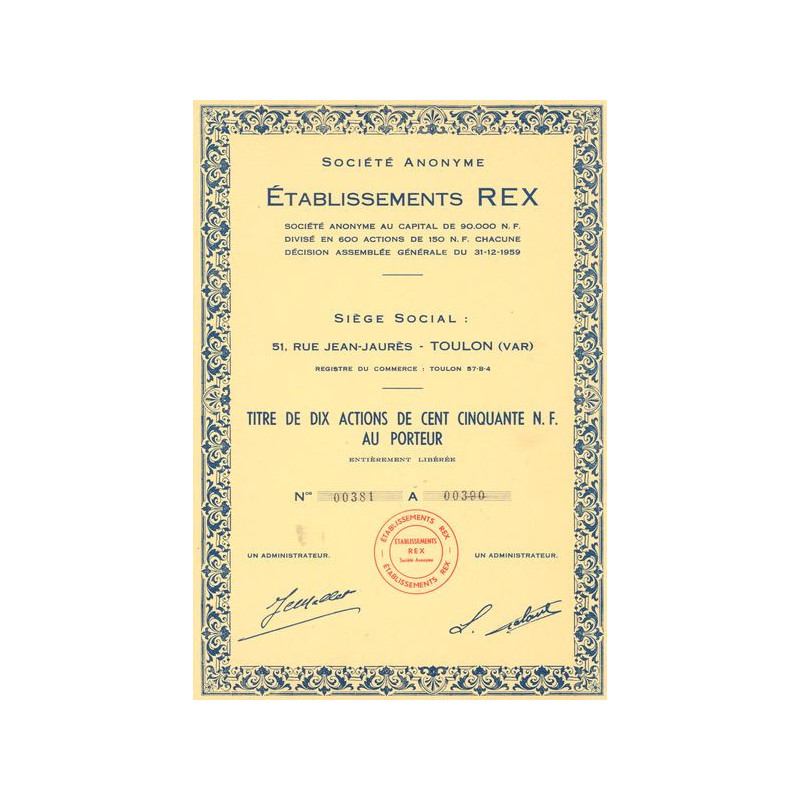 SOCIÉTÉ ANONYME
ÉTABLISSEMENTS REX
SOCIÉTÉ ANONYME AU CAPITAL DE 90.000 N. F.
DIVISÉ EN 600 ACTIONS DE 150 N. F. CHACUNE
DÉCISION ASSEMBLÉE GÉNÉRALE DU 31-12-1959
SIÈGE SOCIAL :
51, RUE JEAN-JAURÈS - TOULON (VAR)
REGISTRE DU COMMERCE : TOULON 57-B-4
TITRE DE DIX ACTIONS DE CENT CINQUANTE N. F.
AU PORTEUR
ENTIÈREMENT LIBÉRÉE
Nos 00381 A 00390
ÉTABLISSEMENTS REX
ÉTABLISSEMENTS
REX
Société Anonyme
ÉTABLISSEMENTS REX
UN ADMINISTRATEUR. UN ADMINISTRATEUR.